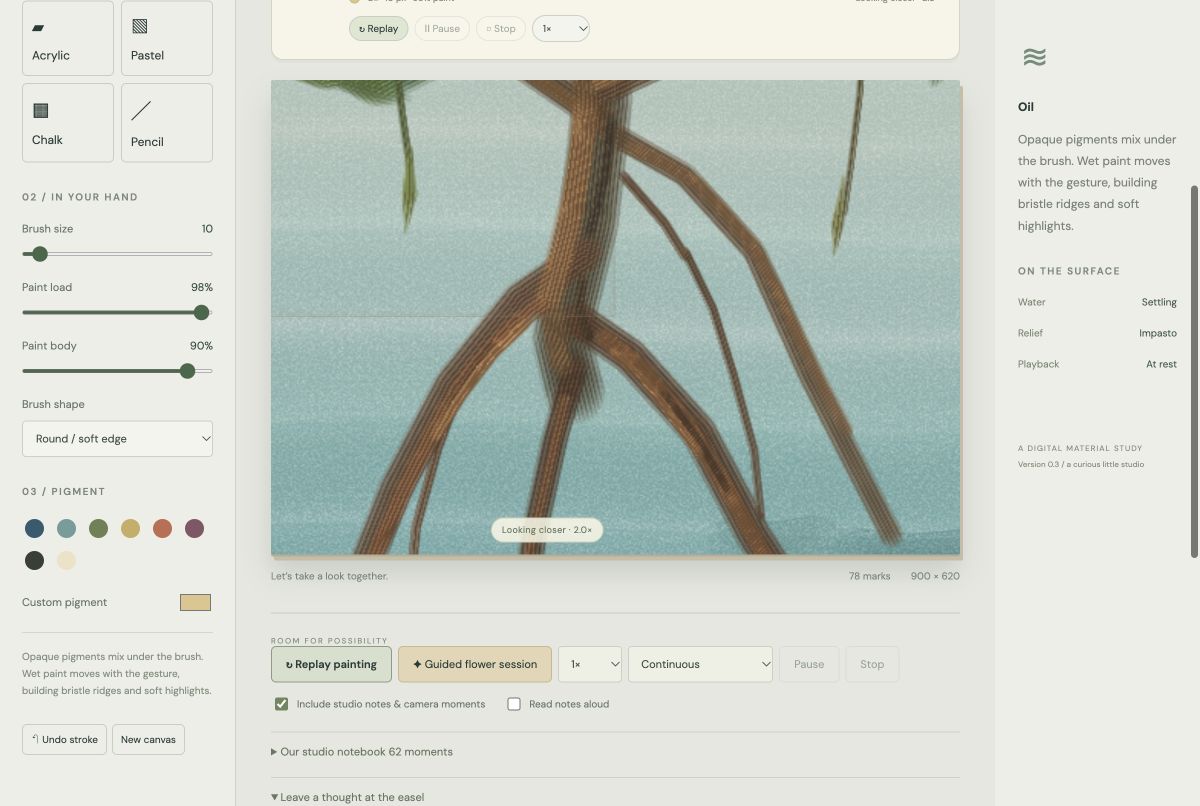 ↻ Replay
II Pause
▫ Stop
1×
Acrylic
Pastel
Chalk
Pencil
02 / IN YOUR HAND
Brush size 10
Paint load 98%
Paint body 90%
Brush shape
Round / soft edge
03 / PIGMENT
Custom pigment
Opaque pigments mix under the brush.
Wet paint moves with the gesture,
building bristle ridges and soft highlights.
Undo stroke
New canvas
Looking closer · 2.0×
Let's take a look together.
78 marks
900 × 620
ROOM FOR POSSIBILITY
↻ Replay painting
✦ Guided flower session
1×
Continuous
Pause
Stop
Include studio notes & camera moments
Read notes aloud
▶ Our studio notebook 62 moments
▼ Leave a thought at the easel
Oil
Opaque pigments mix under
the brush. Wet paint moves
with the gesture, building
bristle ridges and soft
highlights.
ON THE SURFACE
Water Settling
Relief Impasto
Playback At rest
A DIGITAL MATERIAL STUDY
Version 0.3 / a curious little studio